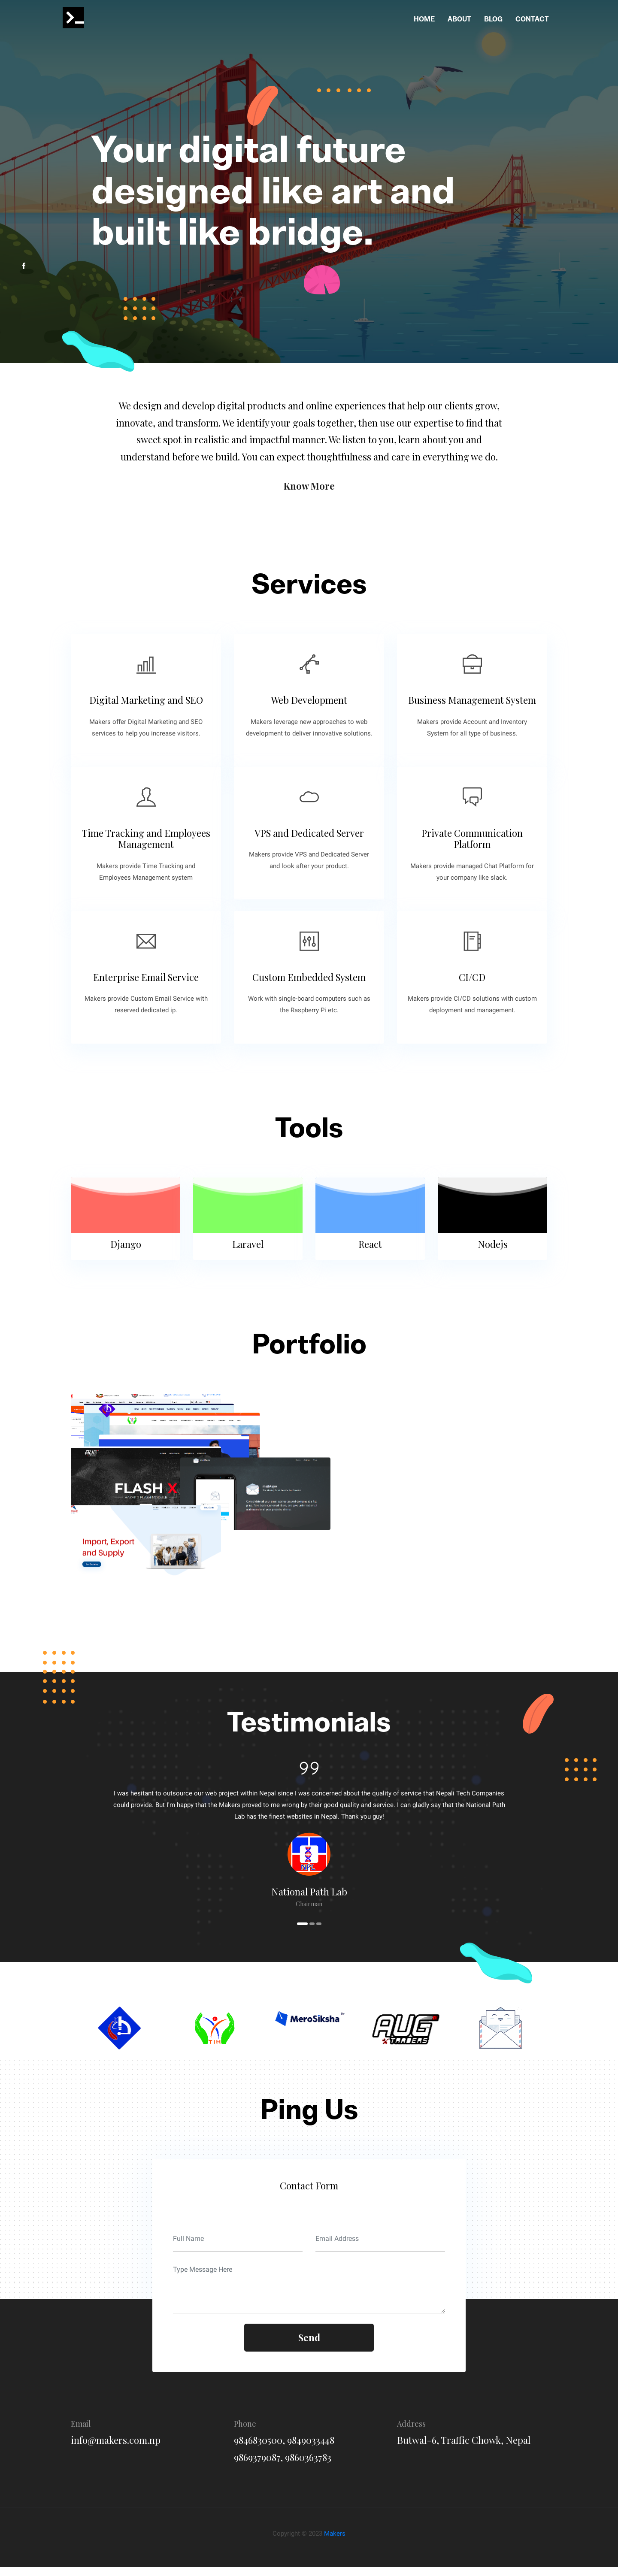 HOME ABOUT BLOG CONTACT
Your digital future
designed like art and
built like bridge.
We design and develop digital products and online experiences that help our clients grow,
innovate, and transform. We identify your goals together, then use our expertise to find that
sweet spot in realistic and impactful manner. We listen to you, learn about you and
understand before we build. You can expect thoughtfulness and care in everything we do.
Know More
Services
Digital Marketing and SEO
Makers offer Digital Marketing and SEO
services to help you increase visitors.
Web Development
Makers leverage new approaches to web
development to deliver innovative solutions.
Business Management System
Makers provide Account and Inventory
System for all type of business.
Time Tracking and Employees
Management
Makers provide Time Tracking and
Employees Management system
VPS and Dedicated Server
Makers provide VPS and Dedicated Server
and look after your product.
Private Communication
Platform
Makers provide managed Chat Platform for
your company like slack.
Enterprise Email Service
Makers provide Custom Email Service with
reserved dedicated ip.
Custom Embedded System
Work with single-board computers such as
the Raspberry Pi etc.
CI/CD
Makers provide CI/CD solutions with custom
deployment and management.
Tools
Django
Laravel
React
Nodejs
Portfolio
AUG
FLASH X
Import, Export
and Supply
Testimonials
I was hesitant to outsource our web project within Nepal since I was concerned about the quality of service that Nepali Tech Companies
could provide. But I'm happy that the Makers proved to me wrong by their good quality and service. I can gladly say that the National Path
Lab has the finest websites in Nepal. Thank you guy!
National Path Lab
Chairman
TIM
MeroSiksha
AUG
TRADERS
Ping Us
Contact Form
Full Name
Email Address
Type Message Here
Send
Email
info@makers.com.np
Phone
9846830500, 9849033448
9869379087, 9860363783
Address
Butwal-6, Traffic Chowk, Nepal
Copyright © 2023 Makers